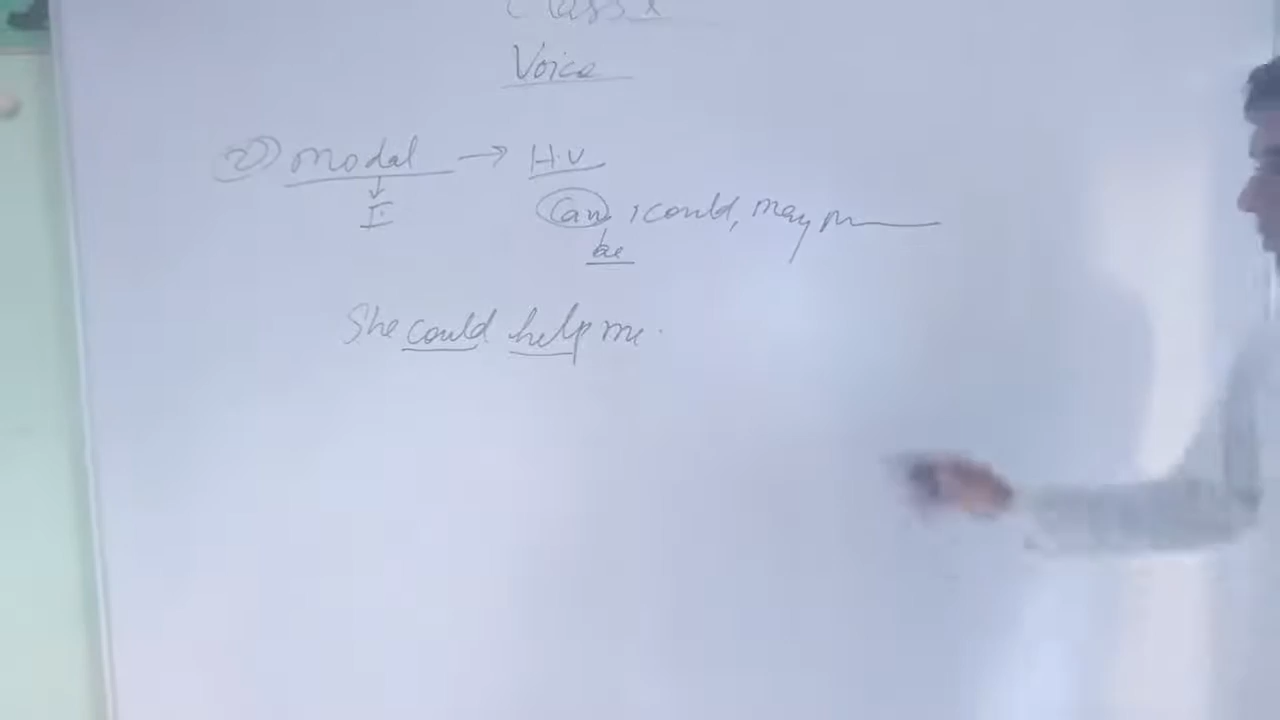 Class X
Voice
2) Modal → H.V
I
Can, could, may m
be
She could help me.